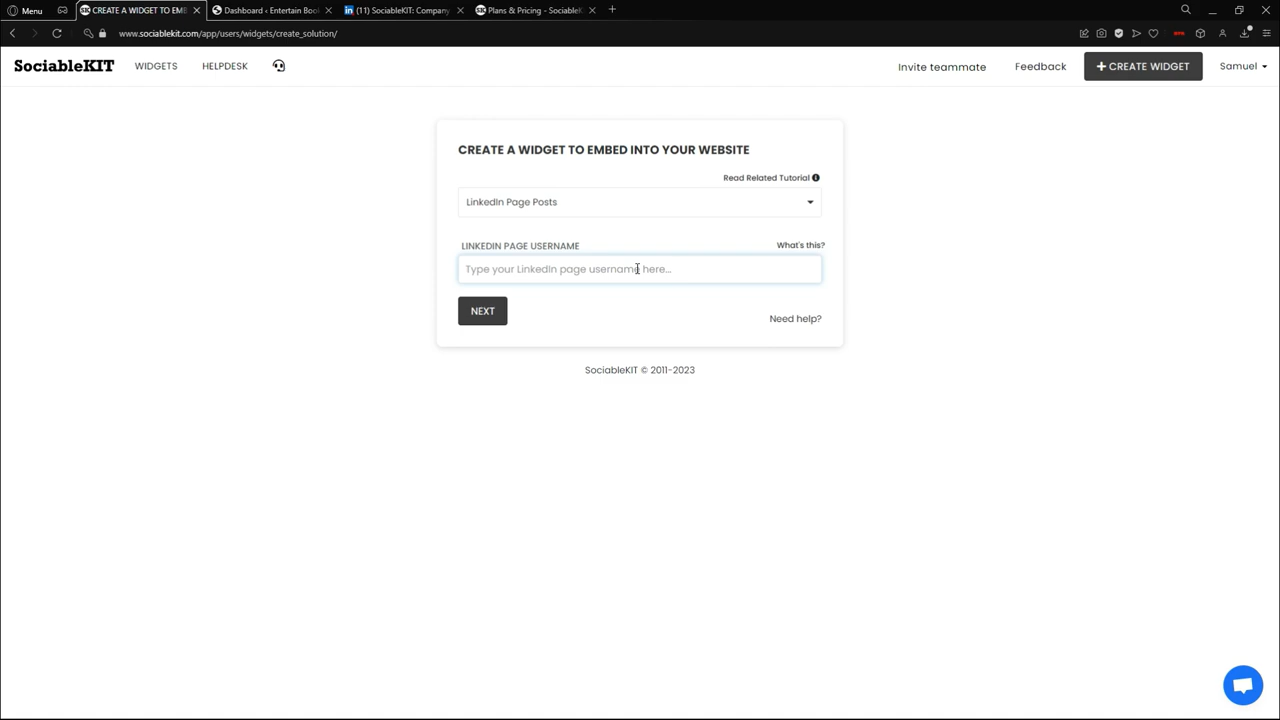 Menu
CREATE A WIDGET TO EMB
Dashboard ‹ Entertain Boo
(11) SociableKIT: Company
Plans & Pricing - SociableK
www.sociablekit.com/app/users/widgets/create_solution/
SociableKIT
WIDGETS
HELPDESK
Invite teammate
Feedback
+ CREATE WIDGET
Samuel
CREATE A WIDGET TO EMBED INTO YOUR WEBSITE
Read Related Tutorial
LinkedIn Page Posts
LINKEDIN PAGE USERNAME
What's this?
Type your LinkedIn page username here...
NEXT
Need help?
SociableKIT © 2011-2023